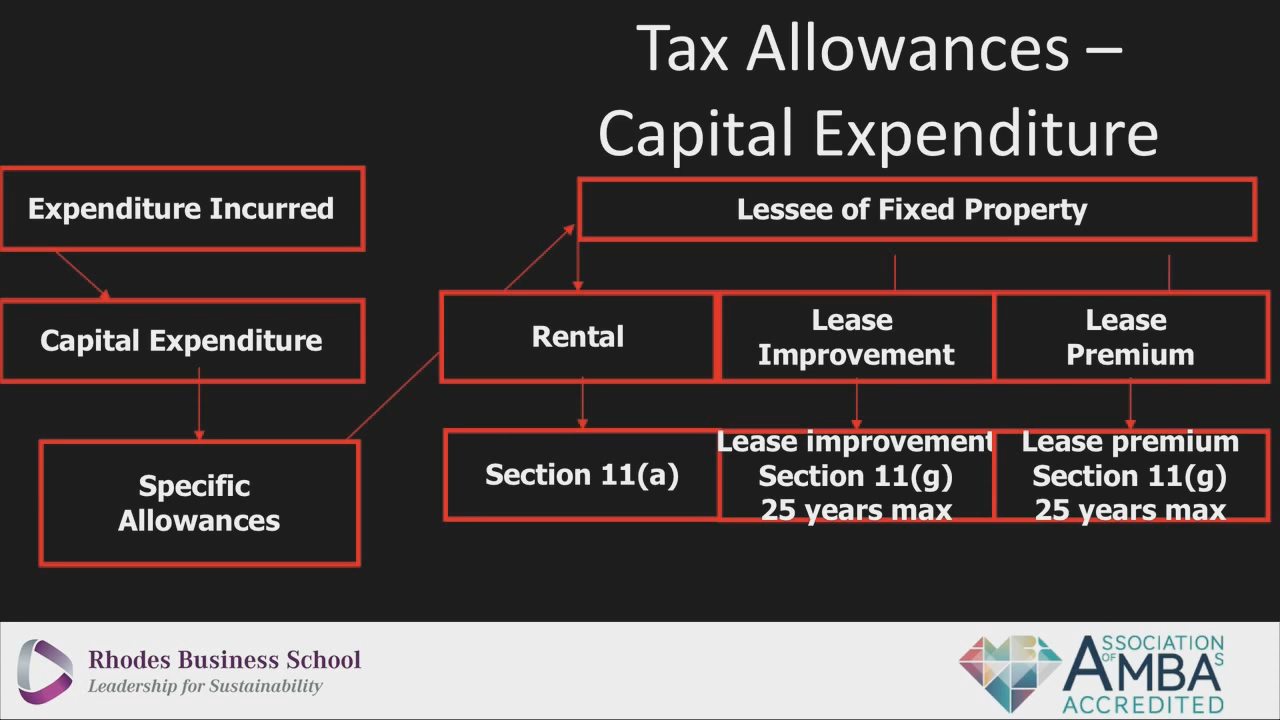 Tax Allowances –
Capital Expenditure
Expenditure Incurred
Lessee of Fixed Property
Capital Expenditure
Rental
Lease
Improvement
Lease
Premium
Specific
Allowances
Section 11(a)
Lease improvement
Section 11(g)
25 years max
Lease premium
Section 11(g)
25 years max
Rhodes Business School
Leadership for Sustainability
MBA
ASSOCIATION
OF
AMBAS
ACCREDITED